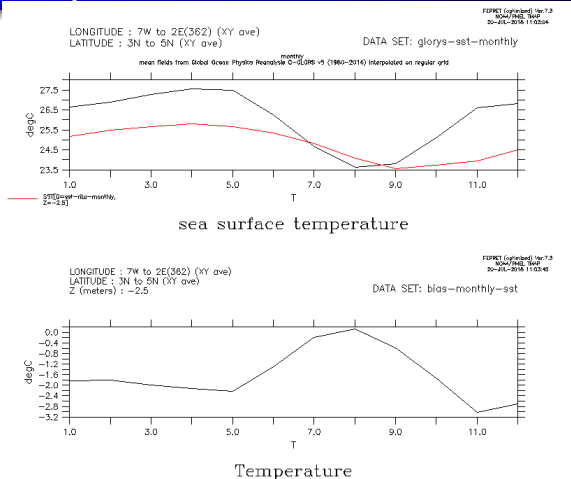 FERRET (optimized) Ver.7.3
NOAA/PMEL TMAP
20-JUL-2018 11:03:04
LONGITUDE : 7W to 2E(362) (XY ave)
LATITUDE : 3N to 5N (XY ave)
DATA SET: glorys-sst-monthly
monthly
mean fields from Global Ocean Physics Reanalysis C-GLORS v5 (1980-2014) interpolated on regular grid
27.5
26.5
25.5
24.5
23.5
degC
1.0 3.0 5.0 7.0 9.0 11.0
T
SST[D=sst-rita-monthly,
Z=-2.5]
sea surface temperature
FERRET (optimized) Ver.7.3
NOAA/PMEL TMAP
20-JUL-2018 11:03:45
LONGITUDE : 7W to 2E(362) (XY ave)
LATITUDE : 3N to 5N (XY ave)
Z (meters) : -2.5
DATA SET: bias-monthly-sst
0.0
-0.4
-0.8
-1.2
-1.6
-2.0
-2.4
-2.8
-3.2
degC
1.0 3.0 5.0 7.0 9.0 11.0
T
Temperature